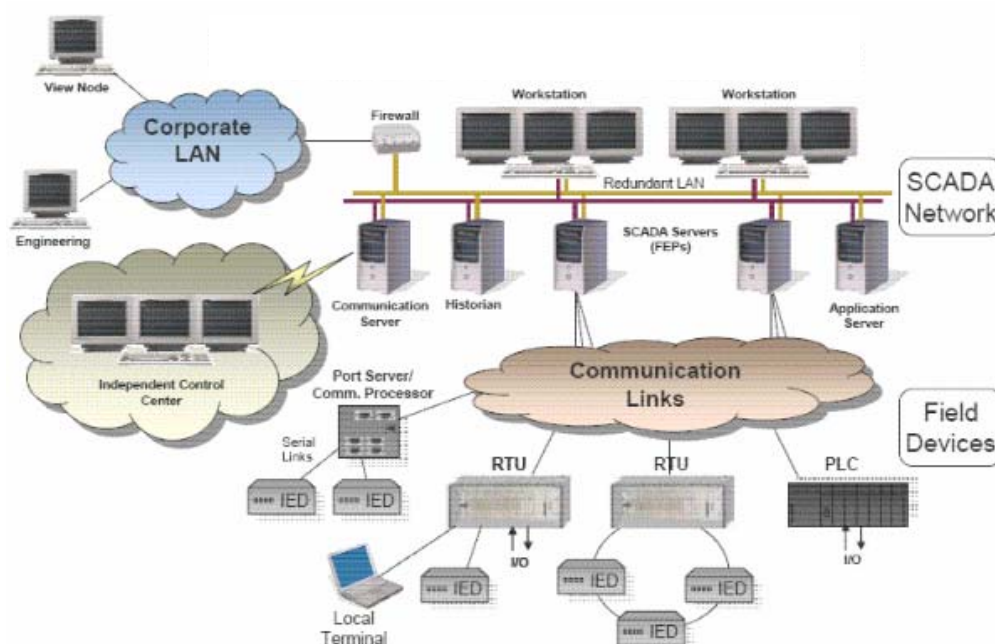 View Node
Corporate
LAN
Firewall
Workstation
Workstation
Redundant LAN
SCADA
Network
Engineering
SCADA Servers
(FEPs)
Communication
Server
Historian
Application
Server
Independent Control
Center
Port Server/
Comm. Processor
Communication
Links
Field
Devices
Serial
Links
RTU
RTU
PLC
IED
IED
I/O
I/O
IED
IED
IED
IED
Local
Terminal